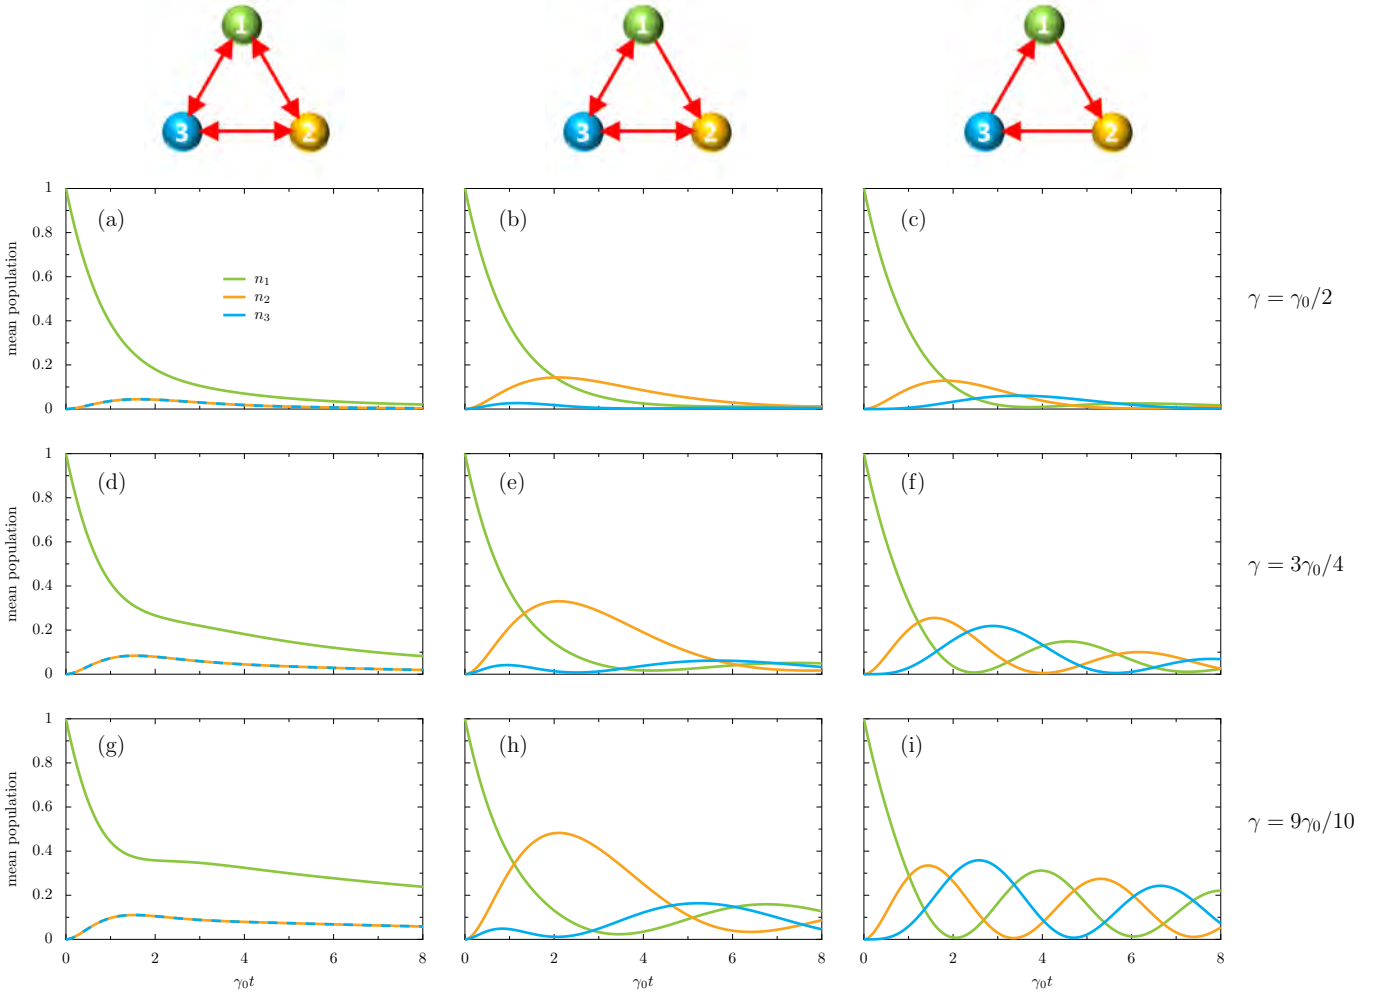 1
3 2
1
3 2
1
3 2
mean population
1
0.8
0.6
0.4
0.2
0
(a)
n₁
n₂
n₃
(b)
(c)
γ = γ₀/2
mean population
1
0.8
0.6
0.4
0.2
0
(d)
(e)
(f)
γ = 3γ₀/4
mean population
1
0.8
0.6
0.4
0.2
0
(g)
(h)
(i)
γ = 9γ₀/10
0 2 4 6 8
γ₀t
0 2 4 6 8
γ₀t
0 2 4 6 8
γ₀t